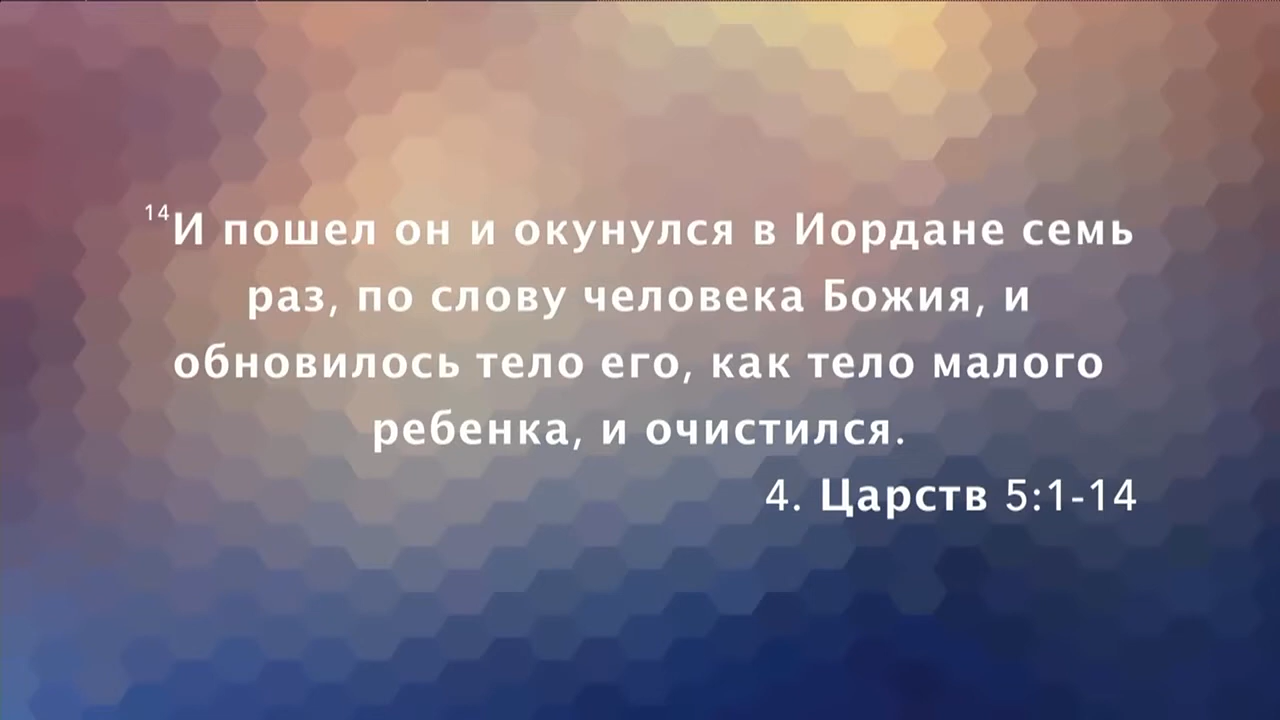 ¹⁴И пошел он и окунулся в Иордане семь
раз, по слову человека Божия, и
обновилось тело его, как тело малого
ребенка, и очистился.
4. Царств 5:1-14